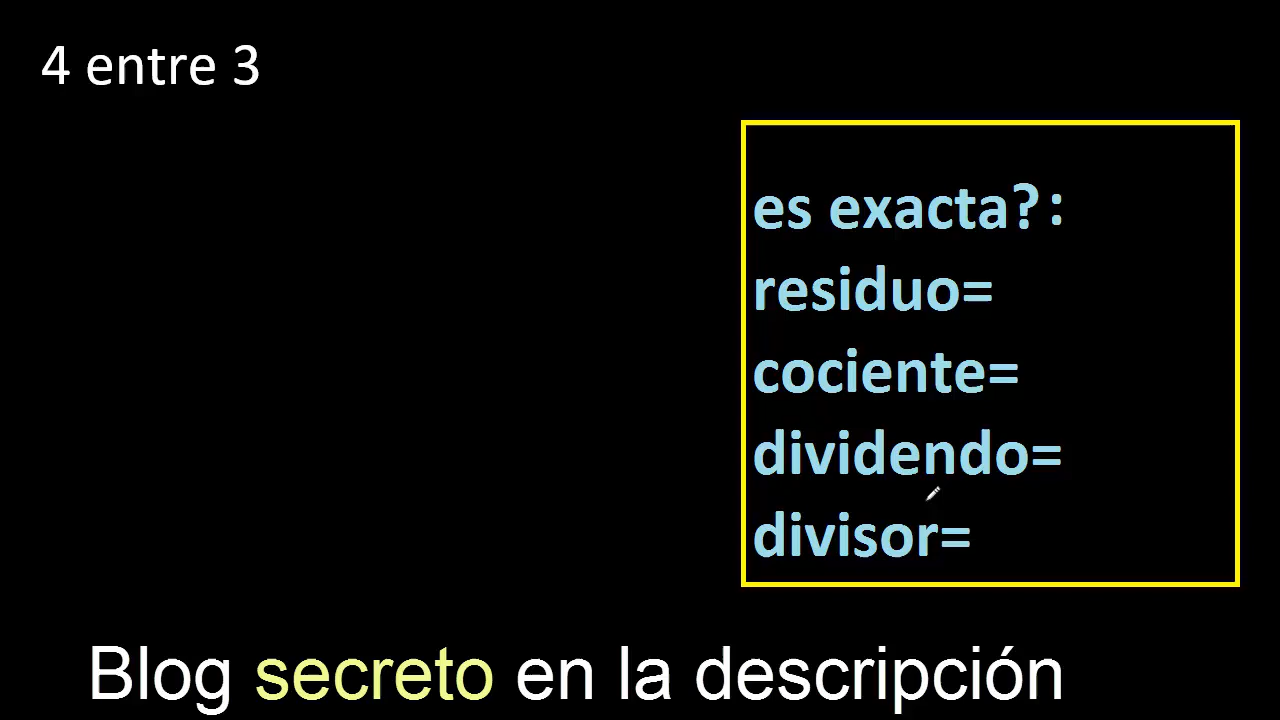 4 entre 3
es exacta?:
residuo=
cociente=
dividendo=
divisor=
Blog secreto en la descripción